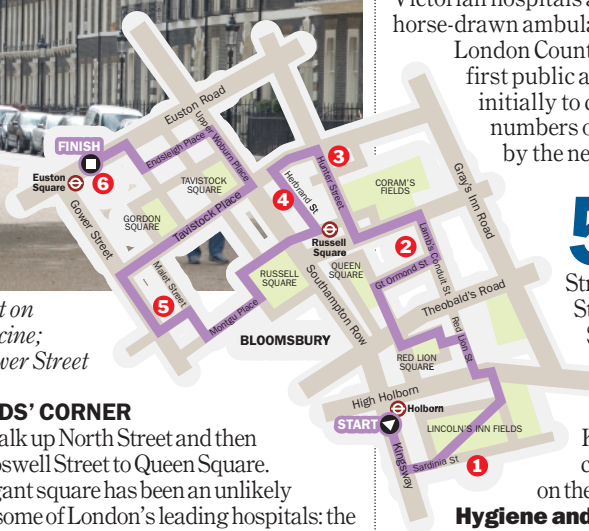 Victorian hospitals a
horse-drawn ambula
London Count
first public a
initially to
numbers o
by the ne
5
Str
St
S
K
c
on the
Hygiene and
t on
cine;
wer Street
DS' CORNER
alk up North Street and then
oswell Street to Queen Square.
gant square has been an unlikely
some of London's leading hospitals: the
Euston Road
Upper Woburn Place
FINISH
Endsleigh Place
Euston
Square
6
TAVISTOCK
SQUARE
Tavistock Place
GORDON
SQUARE
Gower Street
Malet Street
5
Montgu Place
RUSSELL
SQUARE
BLOOMSBURY
Herbrand St
4
Hunter Street
3
Russell
Square
CORAM'S
FIELDS
Gray's Inn Road
2
Lamb's Conduit St
QUEEN
SQUARE
Gt Ormond St
Southampton Row
Theobald's Road
Red Lion St
RED LION
SQUARE
High Holborn
Holborn
START
Kingsway
LINCOLN'S INN FIELDS
Sardinia St
1